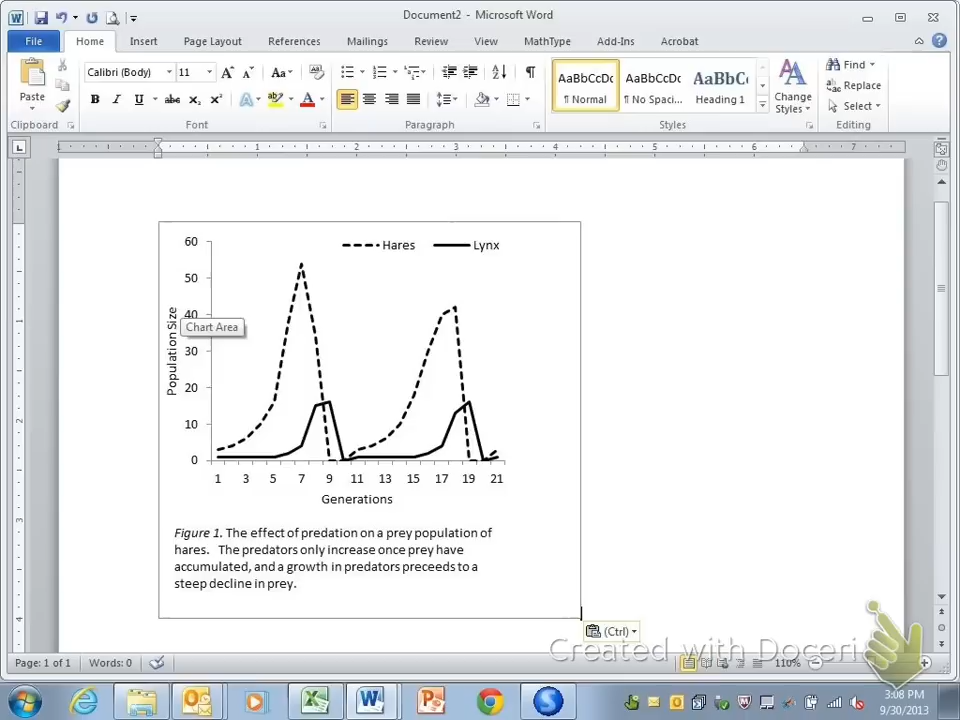 Document2 - Microsoft Word
File Home Insert Page Layout References Mailings Review View MathType Add-Ins Acrobat
Paste
Calibri (Body) 11
AaBbCcDc AaBbCcDc AaBbCc
¶ Normal ¶ No Spaci... Heading 1
Change
Styles
Find
Replace
Select
Clipboard Font Paragraph Styles Editing
60
50
40
30
20
10
0
Hares Lynx
Population Size
Chart Area
1 3 5 7 9 11 13 15 17 19 21
Generations
Figure 1. The effect of predation on a prey population of
hares. The predators only increase once prey have
accumulated, and a growth in predators preceeds to a
steep decline in prey.
(Ctrl)
Created with Doceri
Page: 1 of 1 Words: 0 110%
3:08 PM
9/30/2013